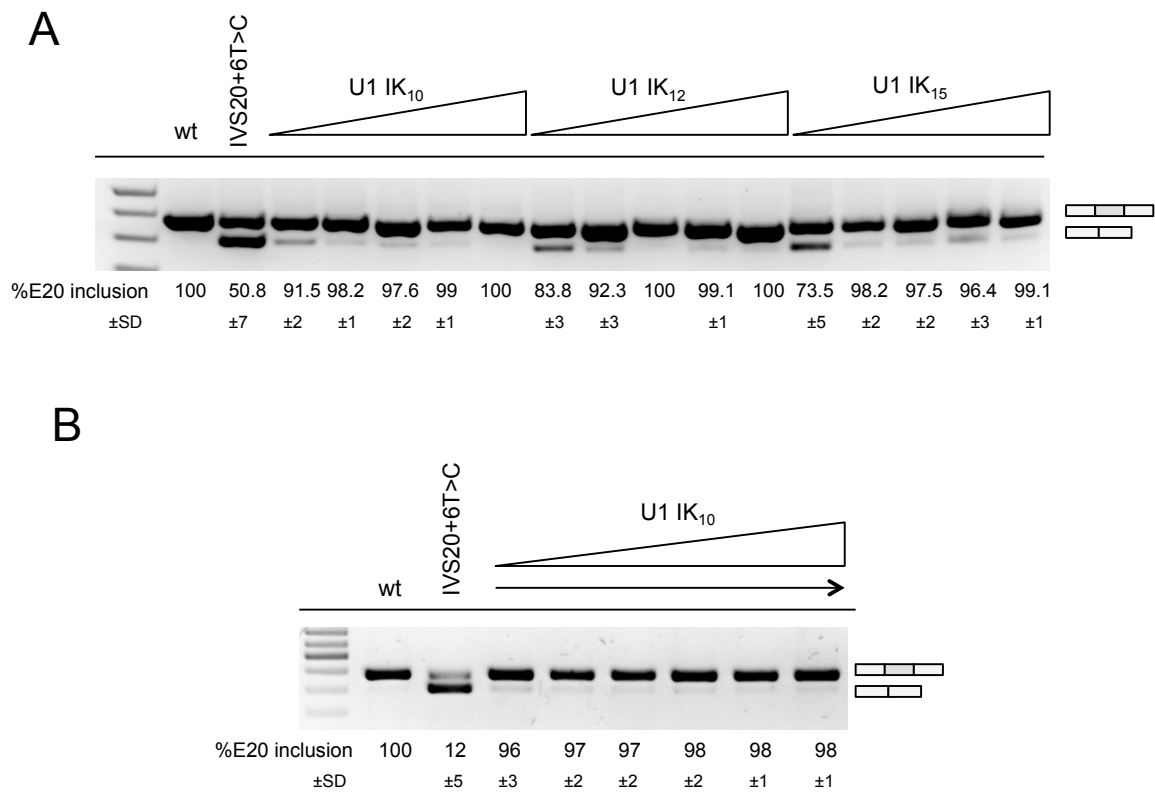 A
IVS20+6T>C
wt
U1 IK10
U1 IK12
U1 IK15
%E20 inclusion 100 50.8 91.5 98.2 97.6 99 100 83.8 92.3 100 99.1 100 73.5 98.2 97.5 96.4 99.1
±SD ±7 ±2 ±1 ±2 ±1 ±3 ±3 ±1 ±5 ±2 ±2 ±3 ±1
B
IVS20+6T>C
wt
U1 IK10
%E20 inclusion 100 12 96 97 97 98 98 98
±SD ±5 ±3 ±2 ±2 ±2 ±1 ±1